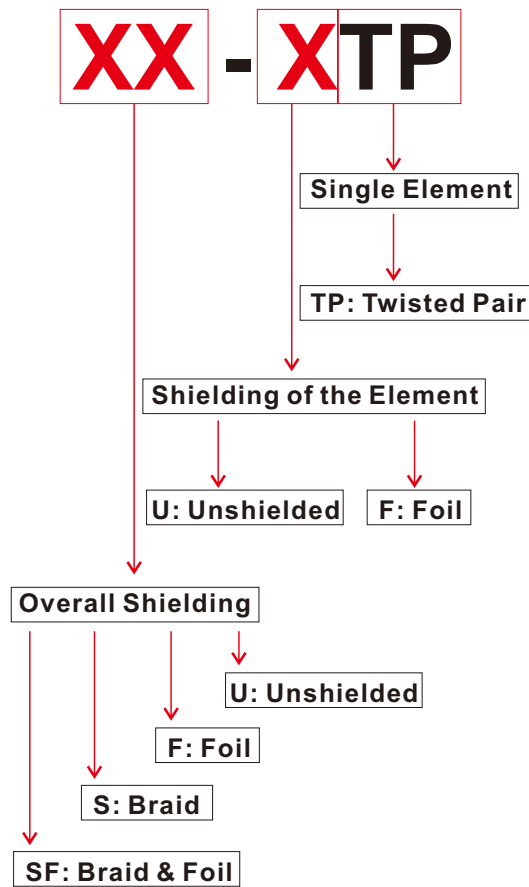 XX - XTP
Single Element
TP: Twisted Pair
Shielding of the Element
U: Unshielded
F: Foil
Overall Shielding
U: Unshielded
F: Foil
S: Braid
SF: Braid & Foil